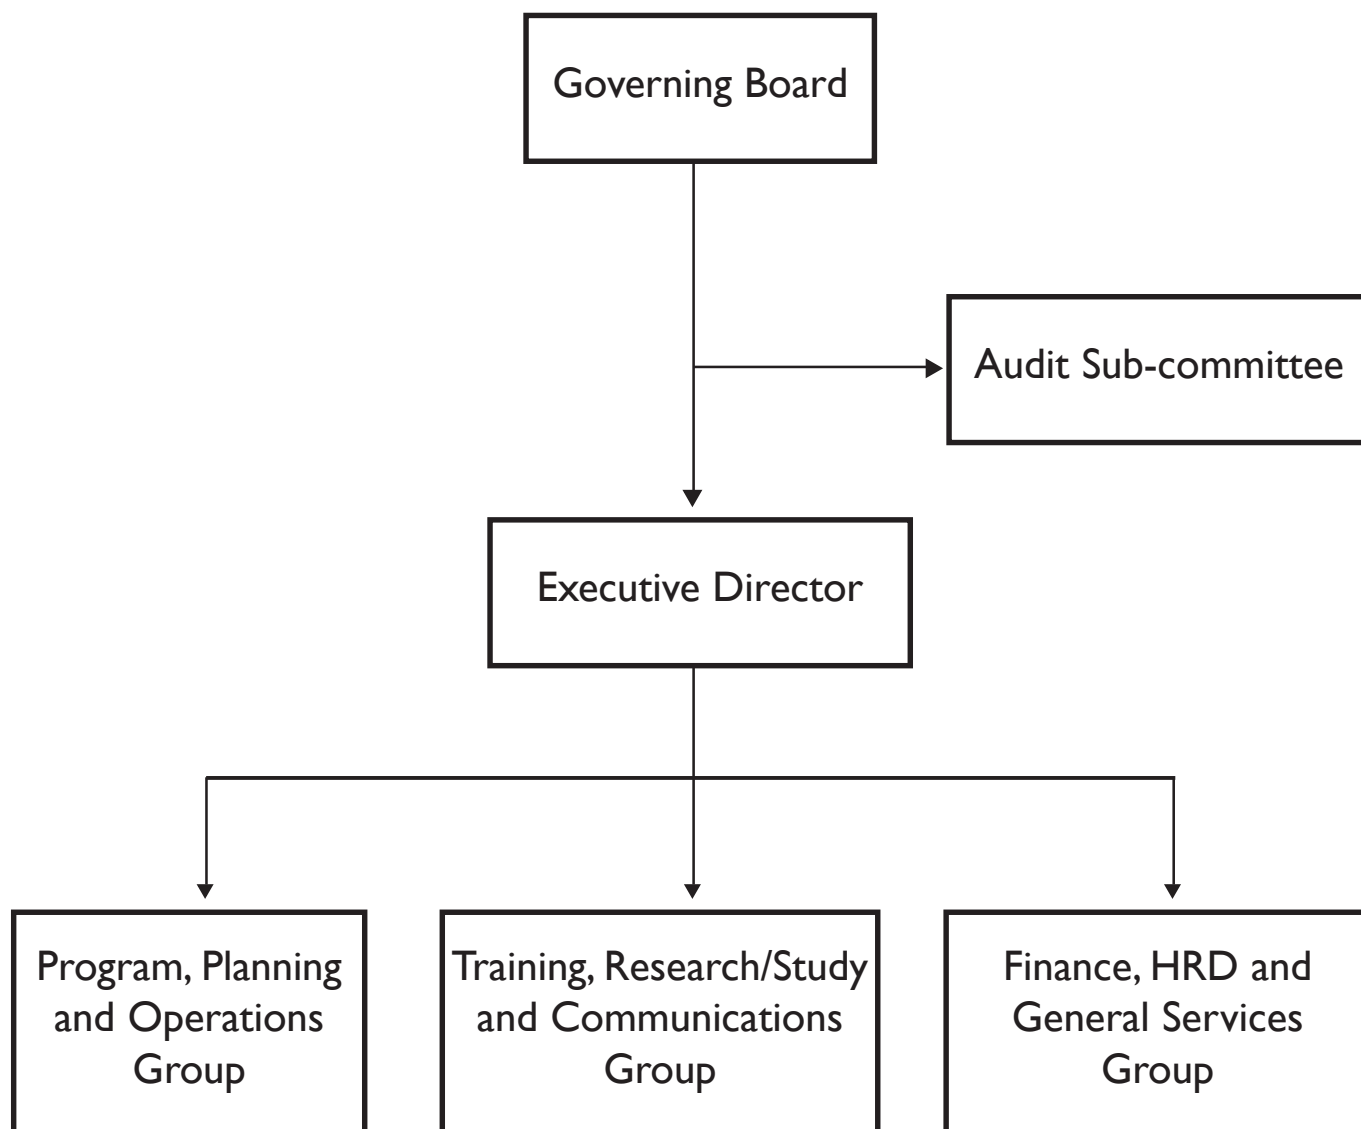 Governing Board
Audit Sub-committee
Executive Director
Program, Planning
and Operations
Group
Training, Research/Study
and Communications
Group
Finance, HRD and
General Services
Group